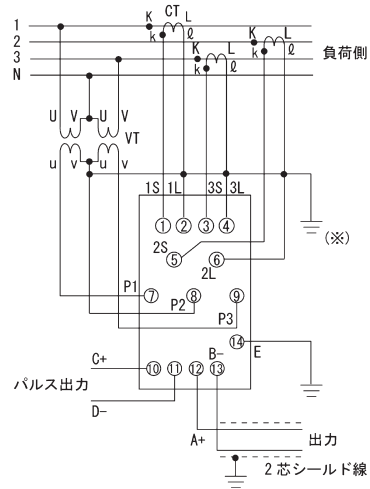 K CT L
1
k ℓ K L
2
k ℓ 負荷側
3 K L
N k ℓ
U V U V
VT
u v u v
1S 1L 3S 3L
① ② ③ ④
(※)
2S
⑤ ⑥
2L
P1 ⑦ ⑧ ⑨
P2
P3
⑭ E
C+ B-
⑩ ⑪ ⑫ ⑬
パルス出力
D-
A+ 出力
2芯シールド線